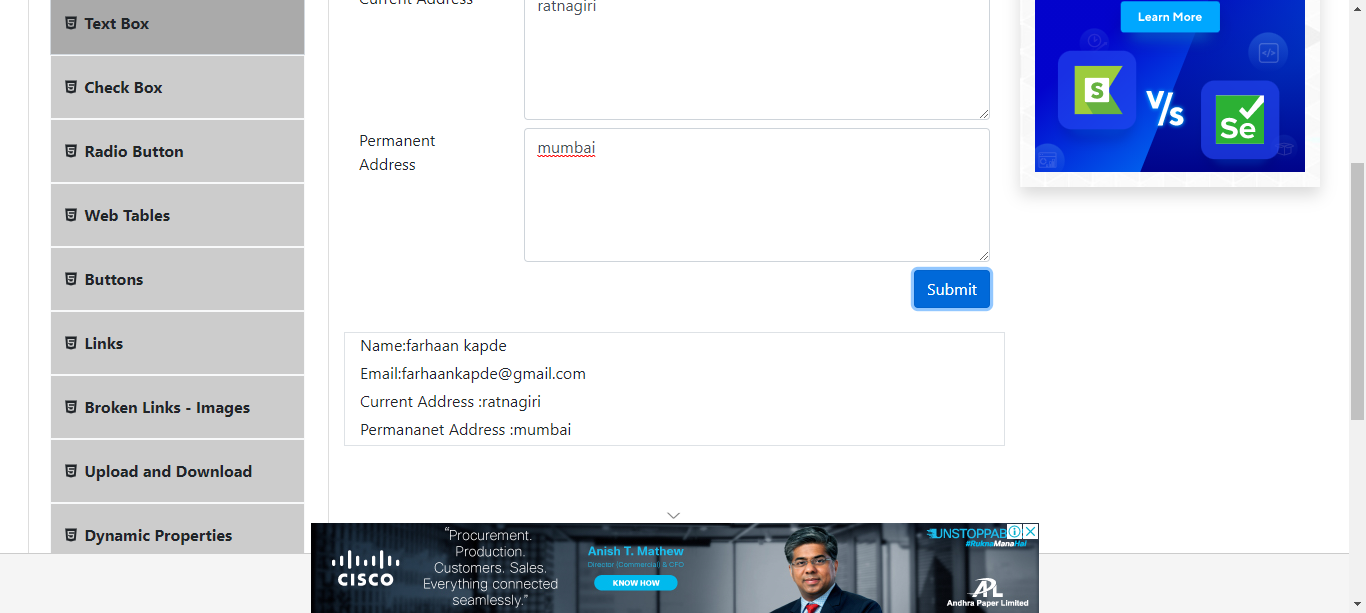 Text Box
Check Box
Radio Button
Web Tables
Buttons
Links
Broken Links - Images
Upload and Download
Dynamic Properties
Current Address
ratnagiri
Permanent
Address
mumbai
Submit
Name:farhaan kapde
Email:farhaankapde@gmail.com
Current Address :ratnagiri
Permananet Address :mumbai
Learn More
S
V/s
Se
CISCO
“Procurement.
Production.
Customers. Sales.
Everything connected
seamlessly.”
Anish T. Mathew
Director (Commercial) & CFO
KNOW HOW
UNSTOPPAB
#RuknaManaHai
APL
Andhra Paper Limited